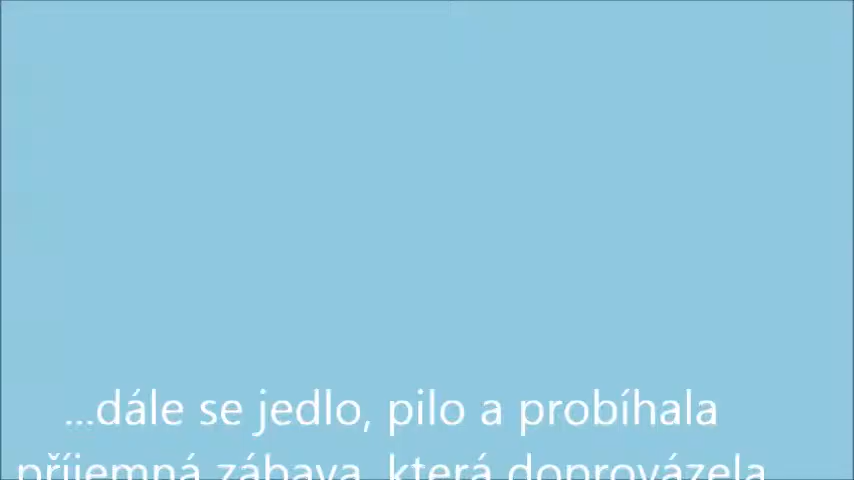 ...dále se jedlo, pilo a probíhala
příjemná zábava, která doprovázela